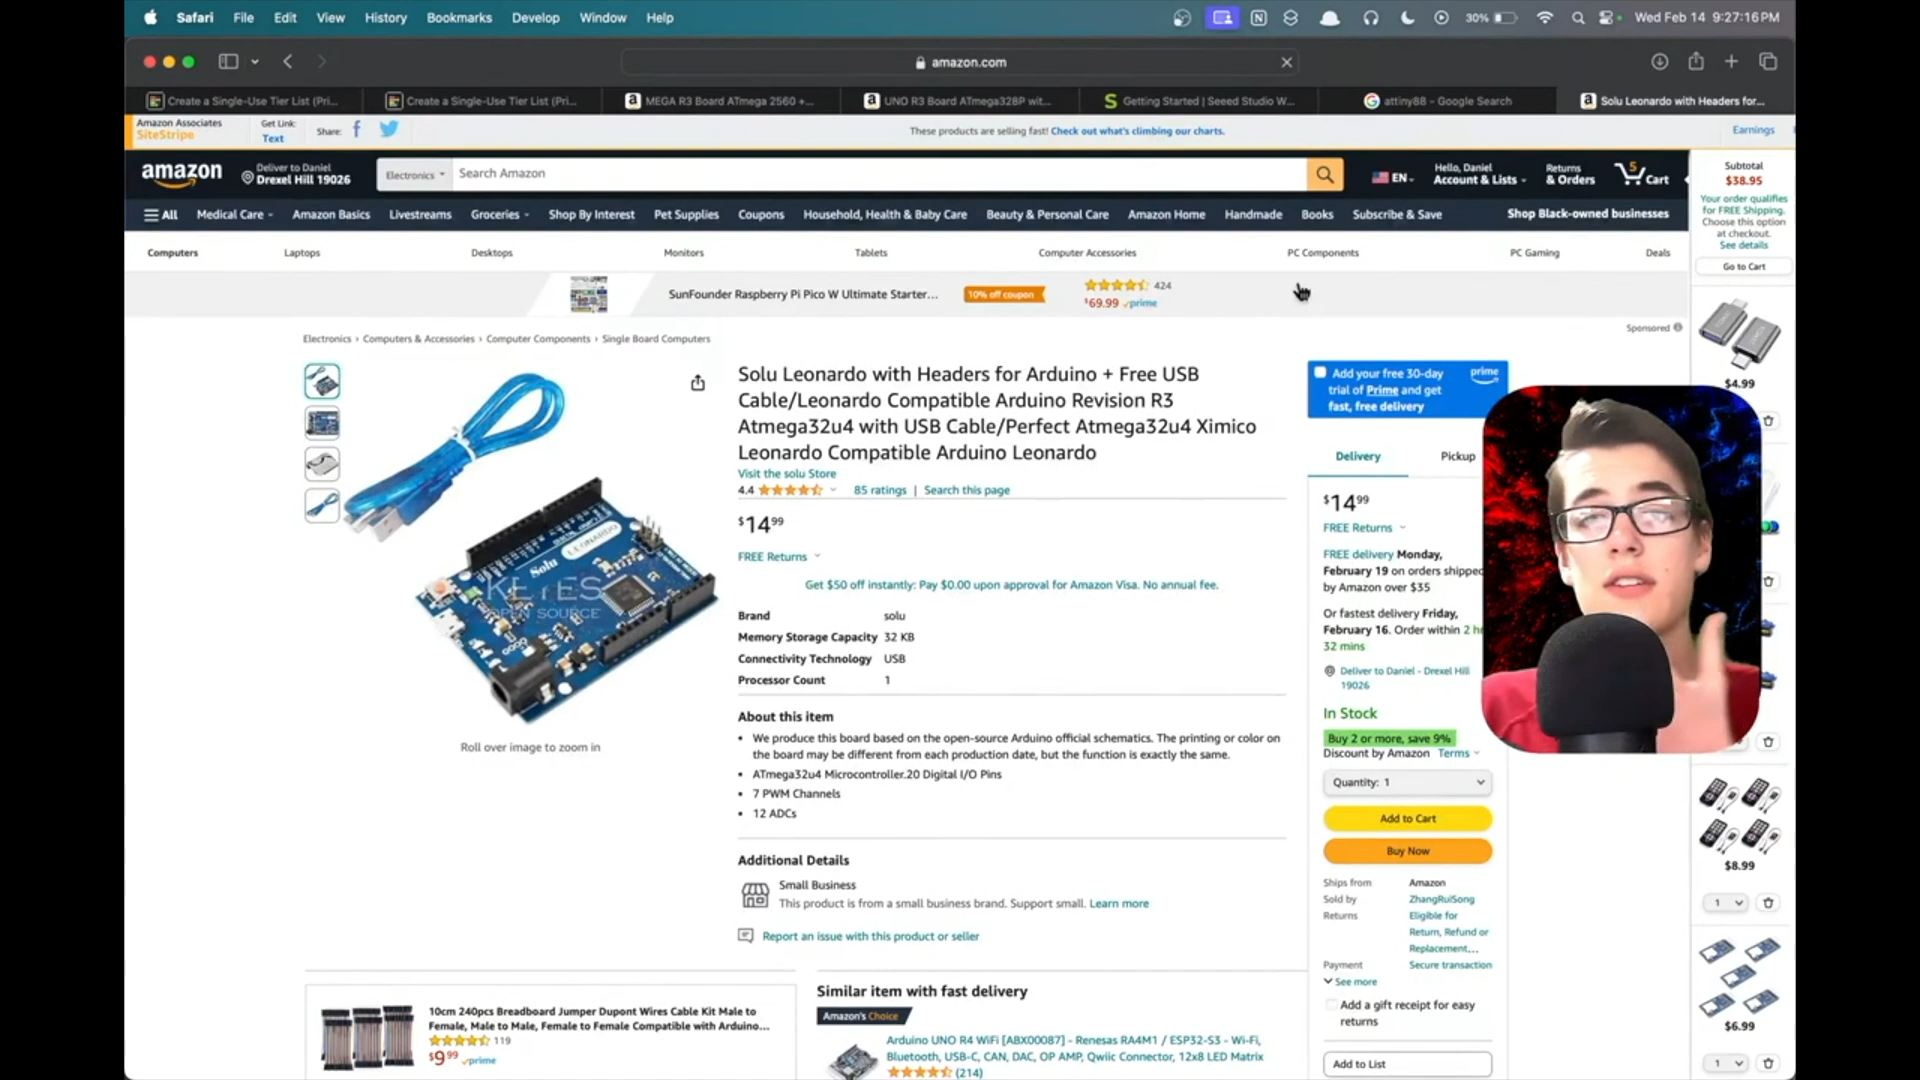 Safari File Edit View History Bookmarks Develop Window Help
30% Wed Feb 14 9:27:16 PM
amazon.com
Create a Single-Use Tier List (Pri...
Create a Single-Use Tier List (Pri...
MEGA R3 Board ATmega 2560 +...
UNO R3 Board ATmega328P wit...
Getting Started | Seeed Studio W...
attiny88 - Google Search
Solu Leonardo with Headers for...
Amazon Associates
SiteStripe
Get Link:
Text
Share:
These products are selling fast! Check out what's climbing our charts.
Earnings
amazon
Deliver to Daniel
Drexel Hill 19026
Electronics
Search Amazon
EN
Hello, Daniel
Account & Lists
Returns
& Orders
5
Cart
All Medical Care Amazon Basics Livestreams Groceries Shop By Interest Pet Supplies Coupons Household, Health & Baby Care Beauty & Personal Care Amazon Home Handmade Books Subscribe & Save Shop Black-owned businesses
Computers Laptops Desktops Monitors Tablets Computer Accessories PC Components PC Gaming Deals
SunFounder Raspberry Pi Pico W Ultimate Starter...
10% off coupon
424
$69.99 prime
Sponsored
Electronics › Computers & Accessories › Computer Components › Single Board Computers
LEONARDO
Solu
KEYES
OPEN SOURCE
Roll over image to zoom in
Solu Leonardo with Headers for Arduino + Free USB
Cable/Leonardo Compatible Arduino Revision R3
Atmega32u4 with USB Cable/Perfect Atmega32u4 Ximico
Leonardo Compatible Arduino Leonardo
Visit the solu Store
4.4 85 ratings | Search this page
$14 99
FREE Returns
Get $50 off instantly: Pay $0.00 upon approval for Amazon Visa. No annual fee.
Brand solu
Memory Storage Capacity 32 KB
Connectivity Technology USB
Processor Count 1
About this item
• We produce this board based on the open-source Arduino official schematics. The printing or color on
the board may be different from each production date, but the function is exactly the same.
• ATmega32u4 Microcontroller.20 Digital I/O Pins
• 7 PWM Channels
• 12 ADCs
Additional Details
Small Business
This product is from a small business brand. Support small. Learn more
Report an issue with this product or seller
10cm 240pcs Breadboard Jumper Dupont Wires Cable Kit Male to
Female, Male to Male, Female to Female Compatible with Arduino...
119
$9 99 prime
Similar item with fast delivery
Amazon's Choice
Arduino UNO R4 WiFi [ABX00087] - Renesas RA4M1 / ESP32-S3 - Wi-Fi,
Bluetooth, USB-C, CAN, DAC, OP AMP, Qwiic Connector, 12x8 LED Matrix
(214)
Add your free 30-day
trial of Prime and get
fast, free delivery
prime
Delivery Pickup
$14 99
FREE Returns
FREE delivery Monday,
February 19 on orders shipped
by Amazon over $35
Or fastest delivery Friday,
February 16. Order within 2
32 mins
Deliver to Daniel - Drexel Hill
19026
In Stock
Buy 2 or more, save 9%
Discount by Amazon Terms
Quantity: 1
Add to Cart
Buy Now
Ships from Amazon
Sold by ZhangRuiSong
Returns Eligible for
Return, Refund or
Replacement...
Payment Secure transaction
See more
Add a gift receipt for easy
returns
Add to List
Subtotal
$38.95
Your order qualifies
for FREE Shipping.
Choose this option
at checkout.
See details
Go to Cart
$4.99
$8.99
1
$6.99
1